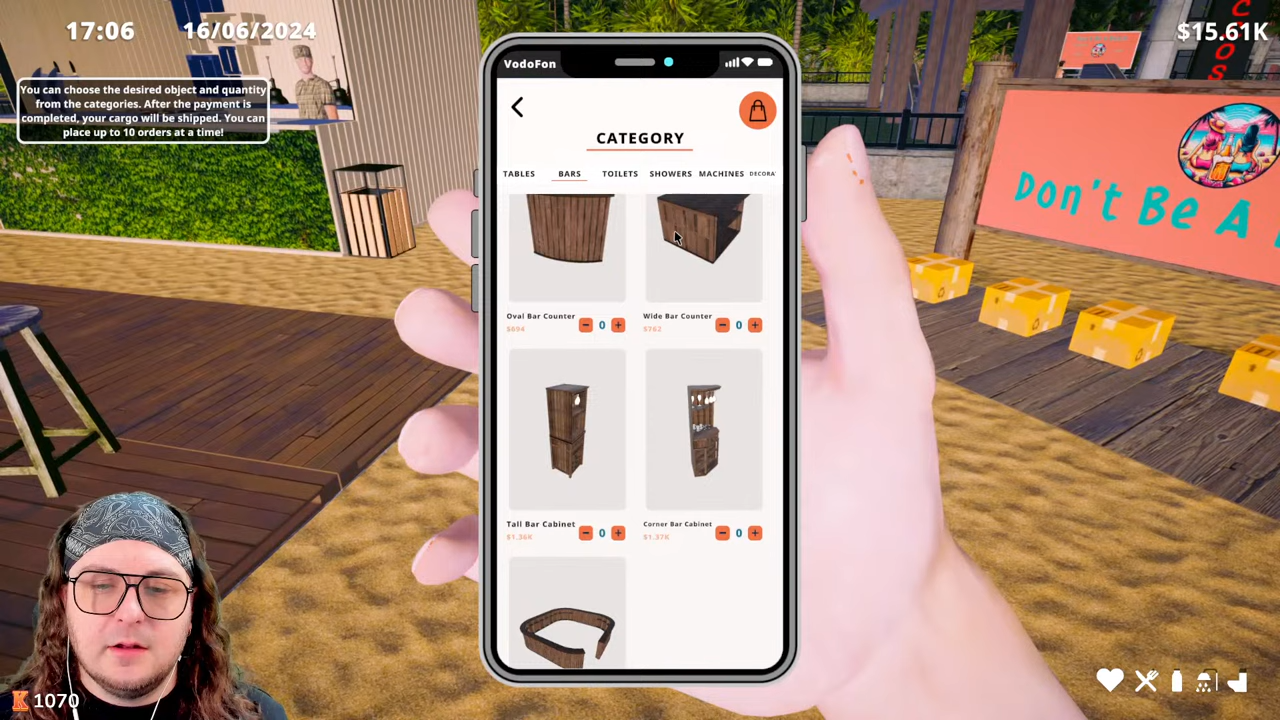 17:06
16/06/2024
$15.61K
You can choose the desired object and quantity
from the categories. After the payment is
completed, your cargo will be shipped. You can
place up to 10 orders at a time!
VodoFon
CATEGORY
TABLES
BARS
TOILETS
SHOWERS
MACHINES
DECORA
Oval Bar Counter
$694
0
Wide Bar Counter
$762
0
Tall Bar Cabinet
$1.36K
0
Corner Bar Cabinet
$1.37K
0
Don't Be A
C
O
S
K 1070